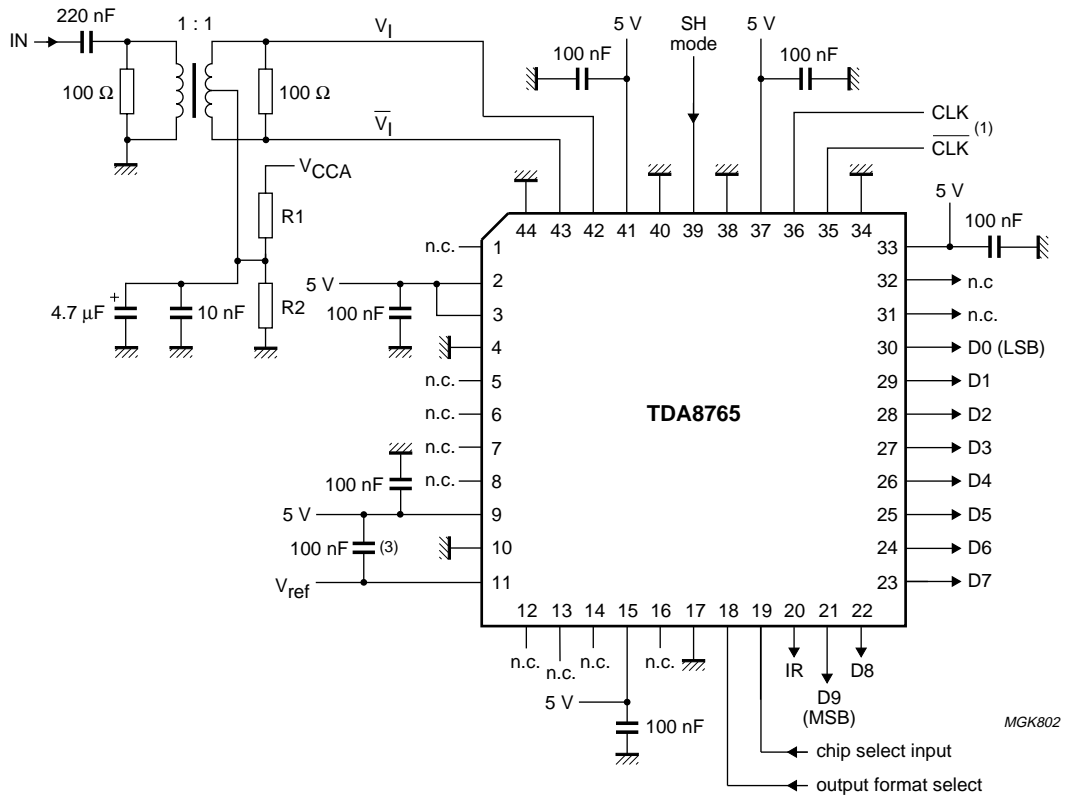 220 nF
1 : 1
IN
100 Ω
100 Ω
V_I
V̅_I
V_CCA
R1
R2
4.7 μF
+
10 nF
5 V
100 nF
SH
mode
5 V
100 nF
CLK
C̅L̅K̅ (1)
5 V
100 nF
44 43 42 41 40 39 38 37 36 35 34
n.c. 1
5 V 2
100 nF 3
4
n.c. 5
n.c. 6
n.c. 7
n.c. 8
100 nF
5 V 9
100 nF (3) 10
V_ref 11
TDA8765
33
32 n.c
31 n.c.
30 D0 (LSB)
29 D1
28 D2
27 D3
26 D4
25 D5
24 D6
23 D7
12 13 14 15 16 17 18 19 20 21 22
n.c. n.c. n.c. n.c. IR D8
D9
(MSB)
5 V
100 nF
MGK802
chip select input
output format select